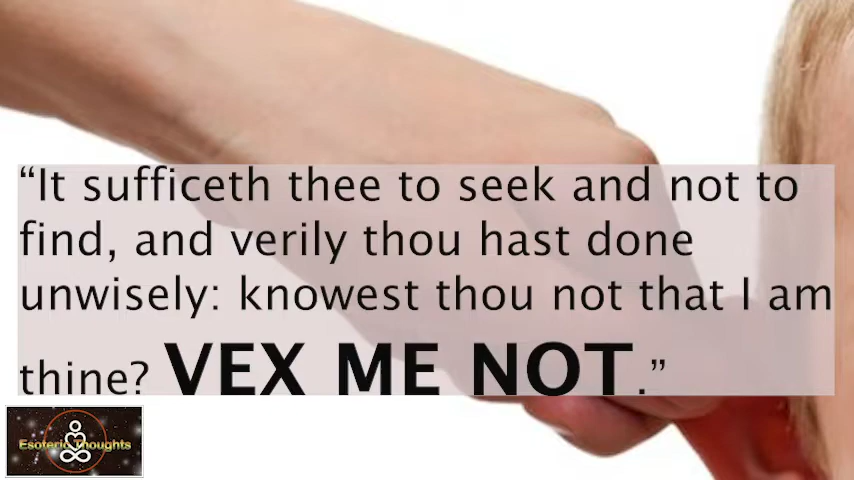 “It sufficeth thee to seek and not to
find, and verily thou hast done
unwisely: knowest thou not that I am
thine? VEX ME NOT.”
Esoteric Thoughts